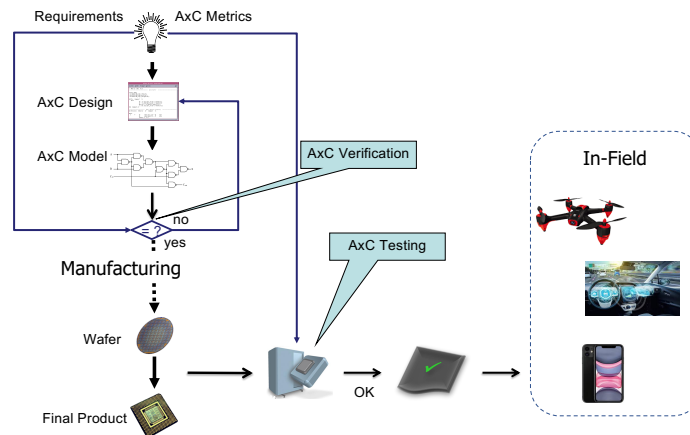 Requirements
AxC Metrics
AxC Design
AxC Model
AxC Verification
In-Field
no
= ?
yes
AxC Testing
Manufacturing
Wafer
OK
Final Product